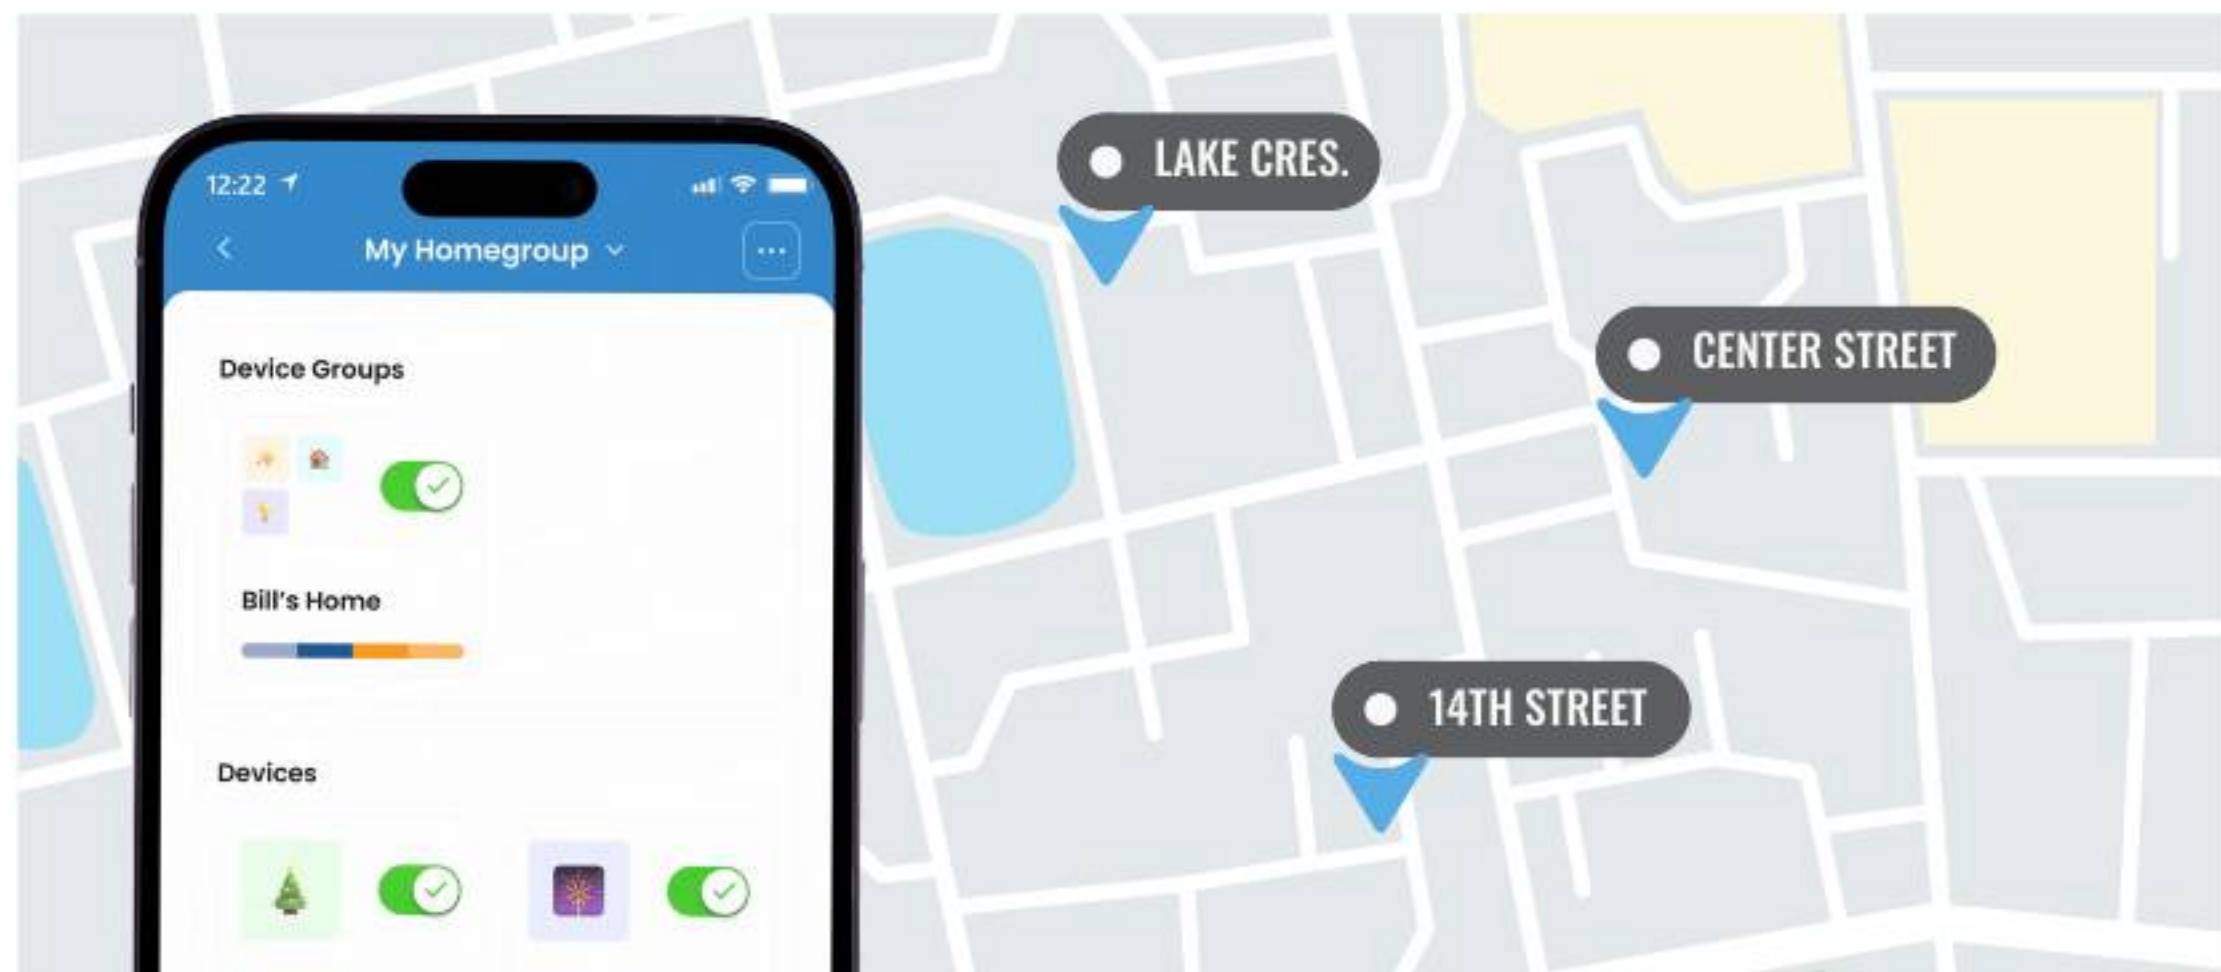 12:22
My Homegroup
Device Groups
Bill's Home
Devices
LAKE CRES.
CENTER STREET
14TH STREET